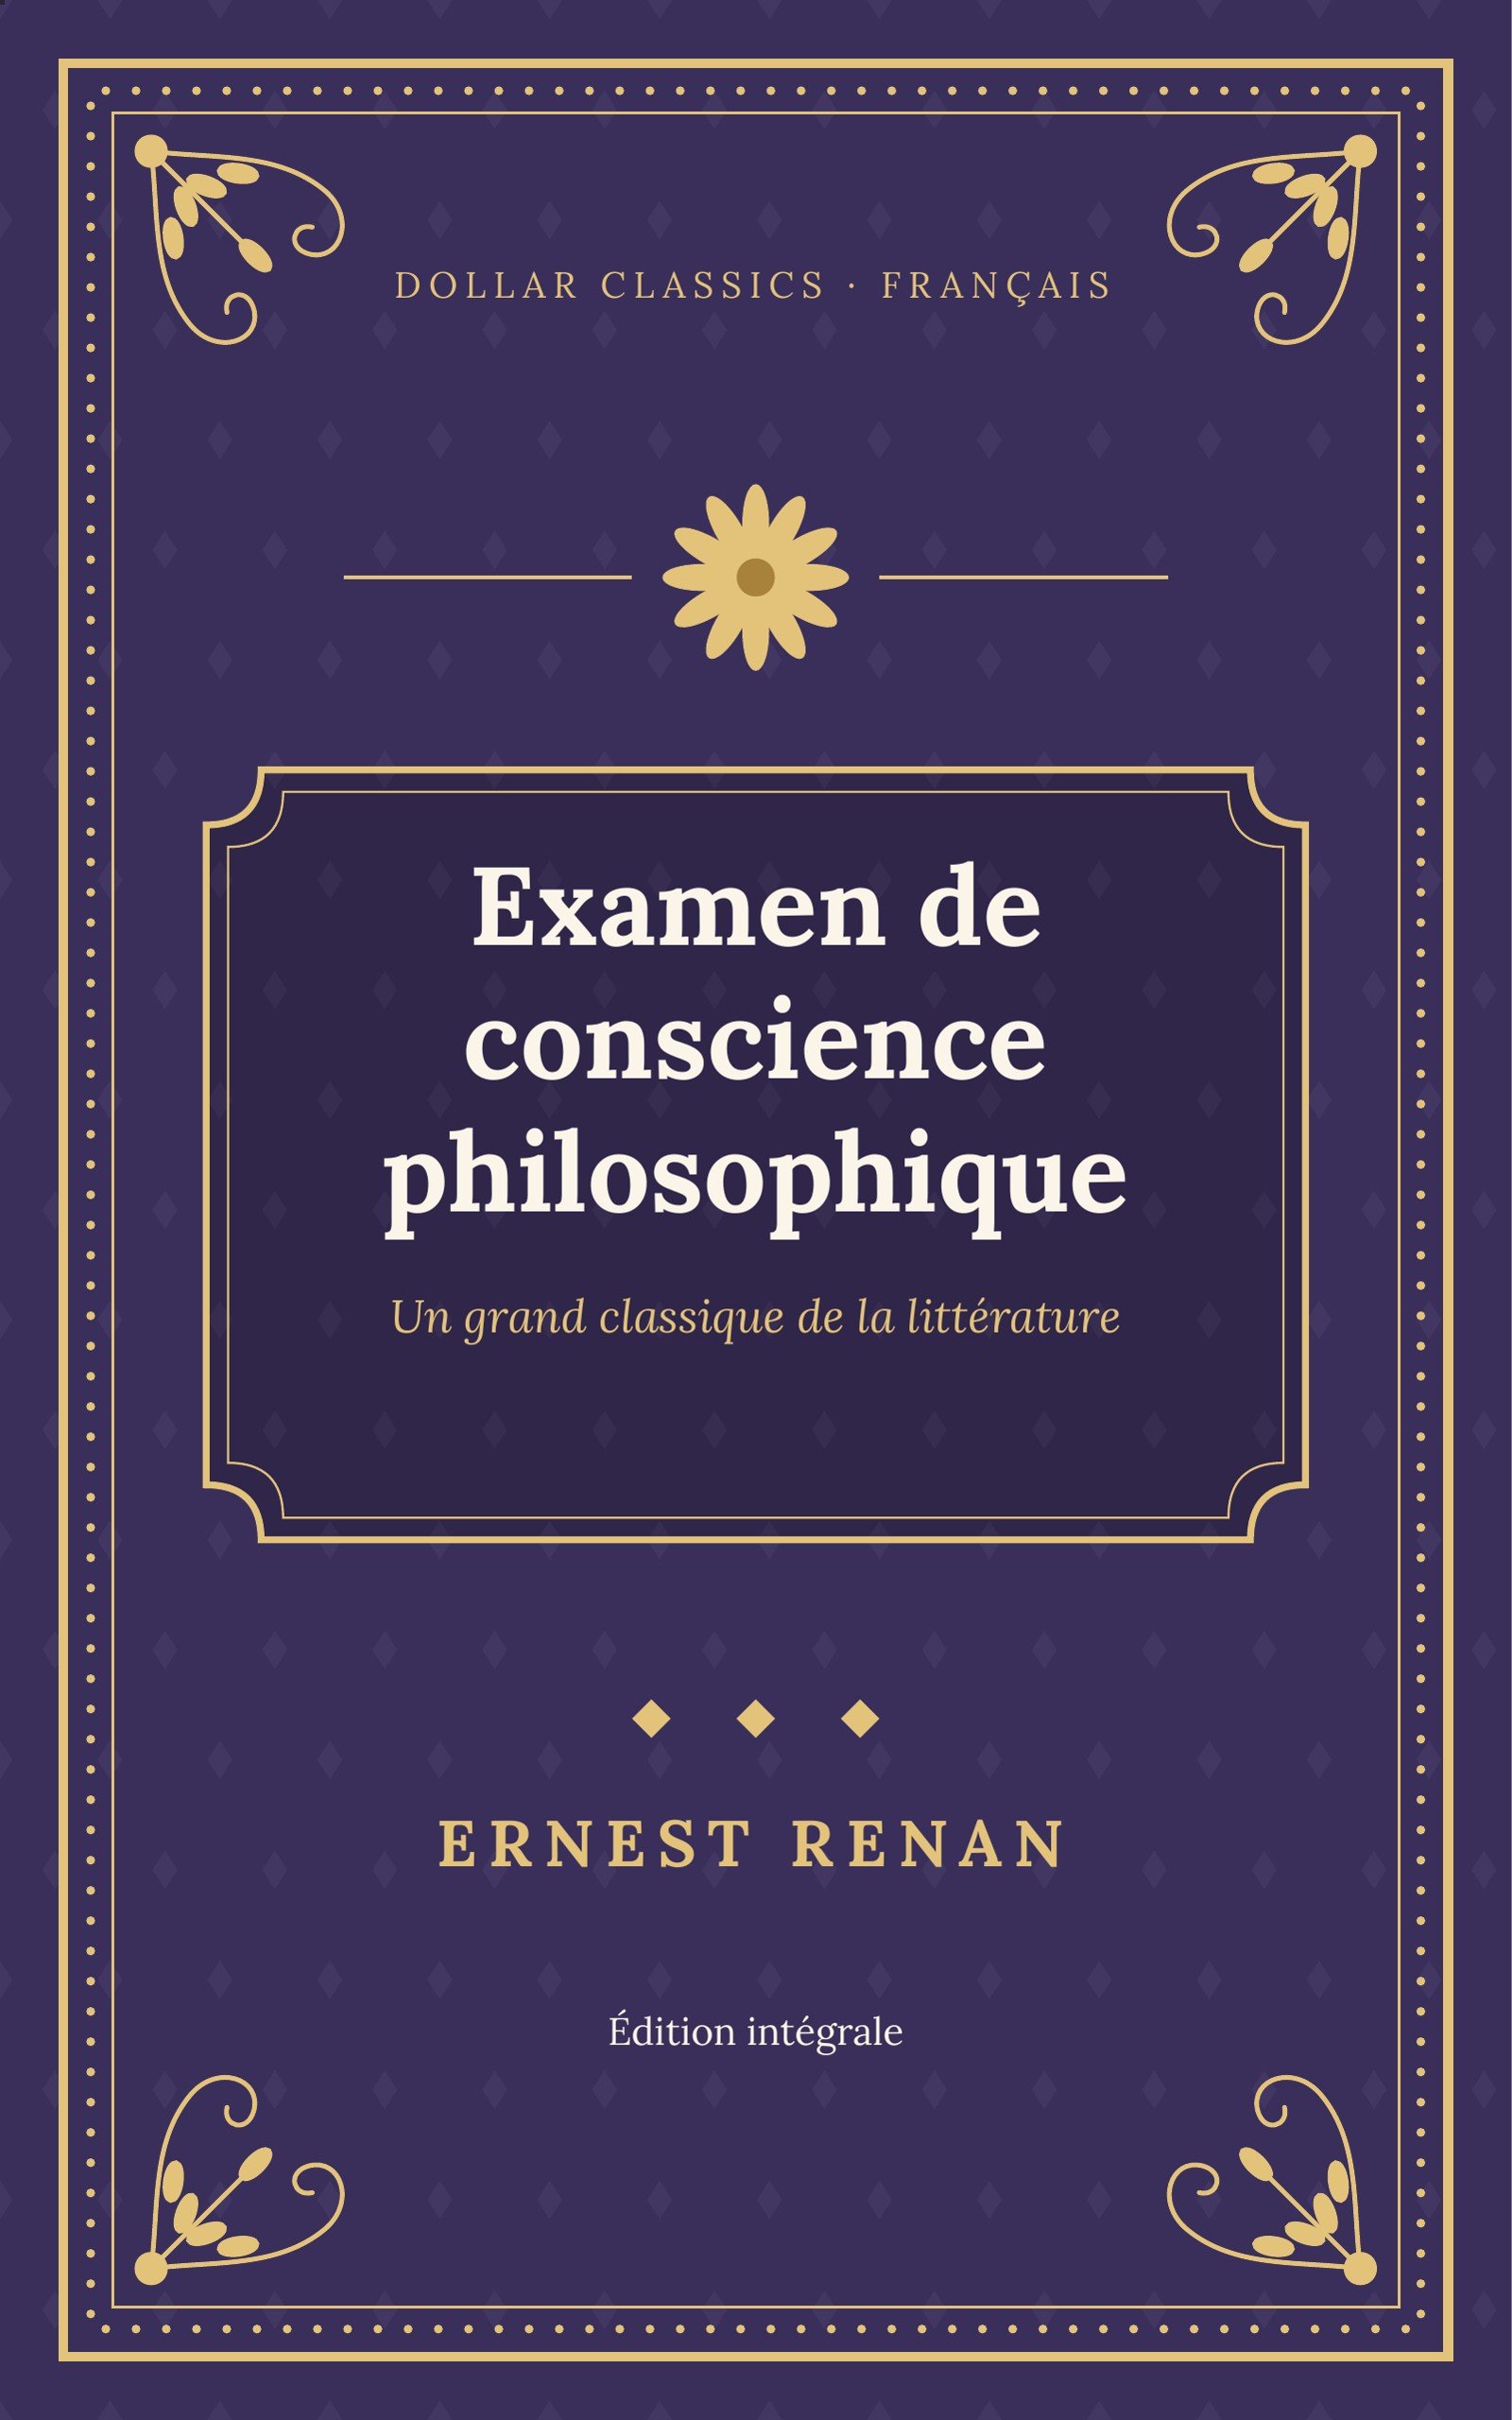 DOLLAR CLASSICS · FRANÇAIS
Examen de
conscience
philosophique
Un grand classique de la littérature
ERNEST RENAN
Édition intégrale